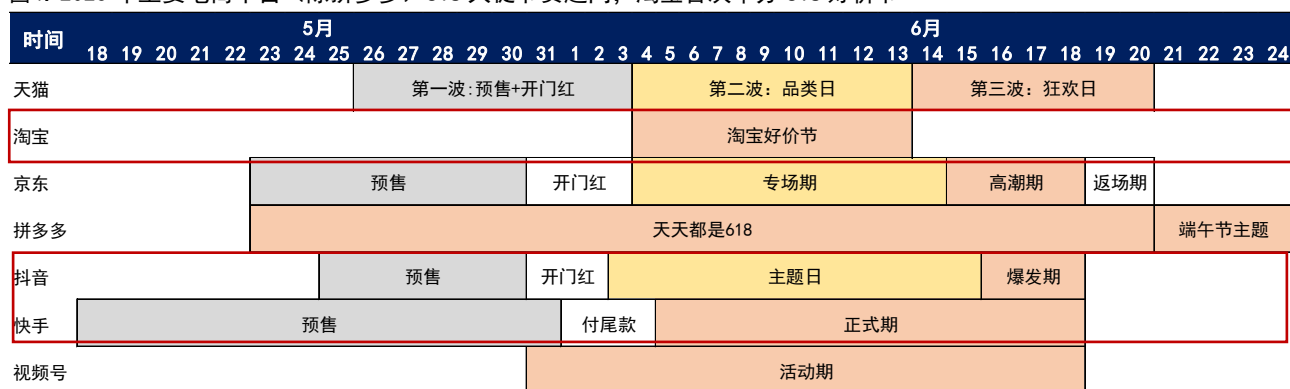 5月 6月
时间 18 19 20 21 22 23 24 25 26 27 28 29 30 31 1 2 3 4 5 6 7 8 9 10 11 12 13 14 15 16 17 18 19 20 21 22 23 24
天猫 第一波:预售+开门红 第二波：品类日 第三波：狂欢日
淘宝 淘宝好价节
京东 预售 开门红 专场期 高潮期 返场期
拼多多 天天都是618 端午节主题
抖音 预售 开门红 主题日 爆发期
快手 预售 付尾款 正式期
视频号 活动期